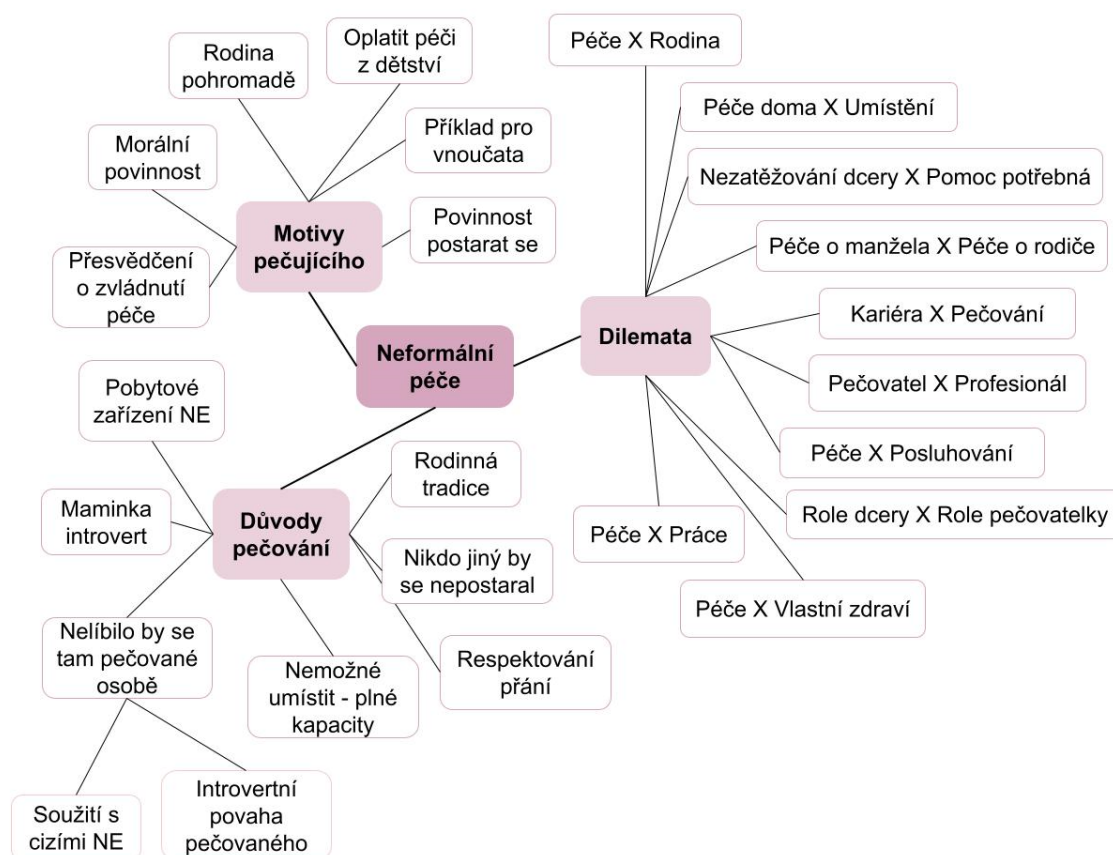 Rodina
pohromadě
Oplatit péči
z dětství
Morální
povinnost
Příklad pro
vnoučata
Motivy
pečujícího
Povinnost
postarat se
Přesvědčení
o zvládnutí
péče
Neformální
péče
Péče X Rodina
Péče doma X Umístění
Nezatěžování dcery X Pomoc potřebná
Péče o manžela X Péče o rodiče
Dilemata
Kariéra X Pečování
Pečovatel X Profesionál
Péče X Posluhování
Role dcery X Role pečovatelky
Péče X Práce
Péče X Vlastní zdraví
Pobytové
zařízení NE
Maminka
introvert
Důvody
pečování
Rodinná
tradice
Nikdo jiný by
se nepostaral
Nelíbilo by se
tam pečované
osobě
Nemožné
umístit - plné
kapacity
Respektování
přání
Soužití s
cizími NE
Introvertní
povaha
pečovaného